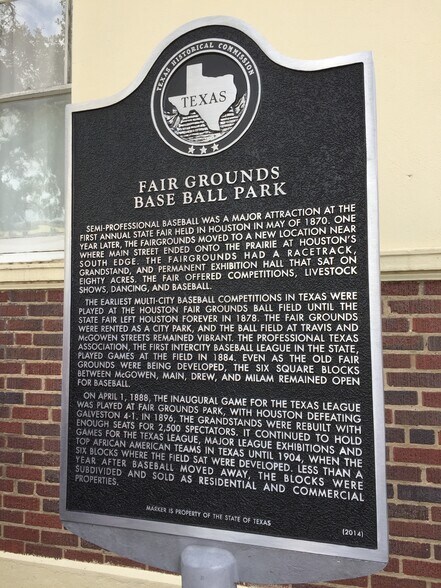 TEXAS HISTORICAL COMMISSION
TEXAS
FAIR GROUNDS
BASE BALL PARK
SEMI-PROFESSIONAL BASEBALL WAS A MAJOR ATTRACTION AT THE
FIRST ANNUAL STATE FAIR HELD IN HOUSTON IN MAY OF 1870. ONE
YEAR LATER, THE FAIRGROUNDS MOVED TO A NEW LOCATION NEAR
WHERE MAIN STREET ENDED ONTO THE PRAIRIE AT HOUSTON'S
SOUTH EDGE. THE FAIRGROUNDS HAD A RACETRACK,
GRANDSTAND, AND PERMANENT EXHIBITION HALL THAT SAT ON
EIGHTY ACRES. THE FAIR OFFERED COMPETITIONS, LIVESTOCK
SHOWS, DANCING, AND BASEBALL.
THE EARLIEST MULTI-CITY BASEBALL COMPETITIONS IN TEXAS WERE
PLAYED AT THE HOUSTON FAIR GROUNDS BALL FIELD UNTIL THE
STATE FAIR LEFT HOUSTON FOREVER IN 1878. THE FAIR GROUNDS
WERE RENTED AS A CITY PARK, AND THE BALL FIELD AT TRAVIS AND
McGOWEN STREETS REMAINED VIBRANT. THE PROFESSIONAL TEXAS
ASSOCIATION, THE FIRST INTERCITY BASEBALL LEAGUE IN THE STATE,
PLAYED GAMES AT THE FIELD IN 1884. EVEN AS THE OLD FAIR
GROUNDS WERE BEING DEVELOPED, THE SIX SQUARE BLOCKS
BETWEEN McGOWEN, MAIN, DREW, AND MILAM REMAINED OPEN
FOR BASEBALL.
ON APRIL 1, 1888, THE INAUGURAL GAME FOR THE TEXAS LEAGUE
WAS PLAYED AT FAIR GROUNDS PARK, WITH HOUSTON DEFEATING
GALVESTON 4-1. IN 1896, THE GRANDSTANDS WERE REBUILT WITH
ENOUGH SEATS FOR 2,500 SPECTATORS. IT CONTINUED TO HOLD
GAMES FOR THE TEXAS LEAGUE, MAJOR LEAGUE EXHIBITIONS AND
TOP AFRICAN AMERICAN TEAMS IN TEXAS UNTIL 1904, WHEN THE
SIX BLOCKS WHERE THE FIELD SAT WERE DEVELOPED. LESS THAN A
YEAR AFTER BASEBALL MOVED AWAY, THE BLOCKS WERE
SUBDIVIDED AND SOLD AS RESIDENTIAL AND COMMERCIAL
PROPERTIES.
MARKER IS PROPERTY OF THE STATE OF TEXAS
(2014)